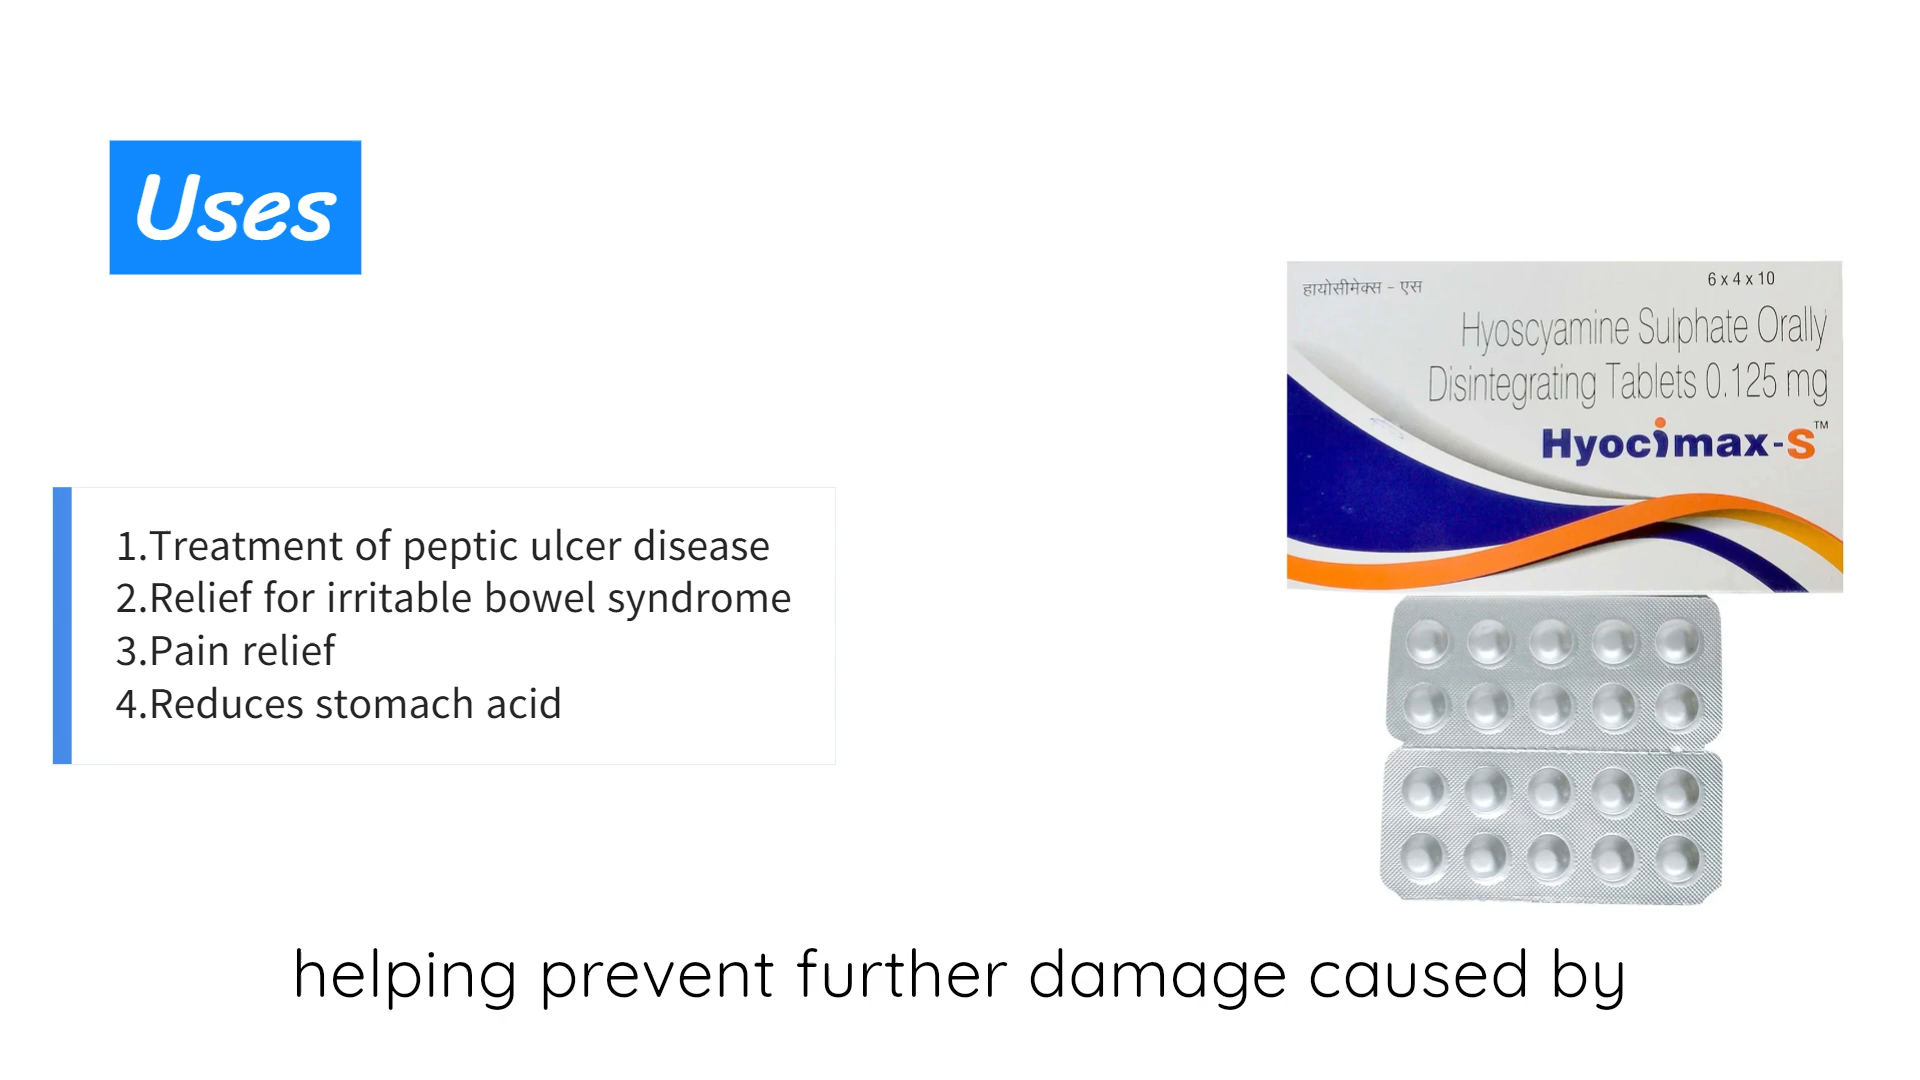 Uses
हायोसीमेक्स - एस
6 x 4 x 10
Hyoscyamine Sulphate Orally
Disintegrating Tablets 0.125 mg
Hyocimax-S™
1.Treatment of peptic ulcer disease
2.Relief for irritable bowel syndrome
3.Pain relief
4.Reduces stomach acid
helping prevent further damage caused by